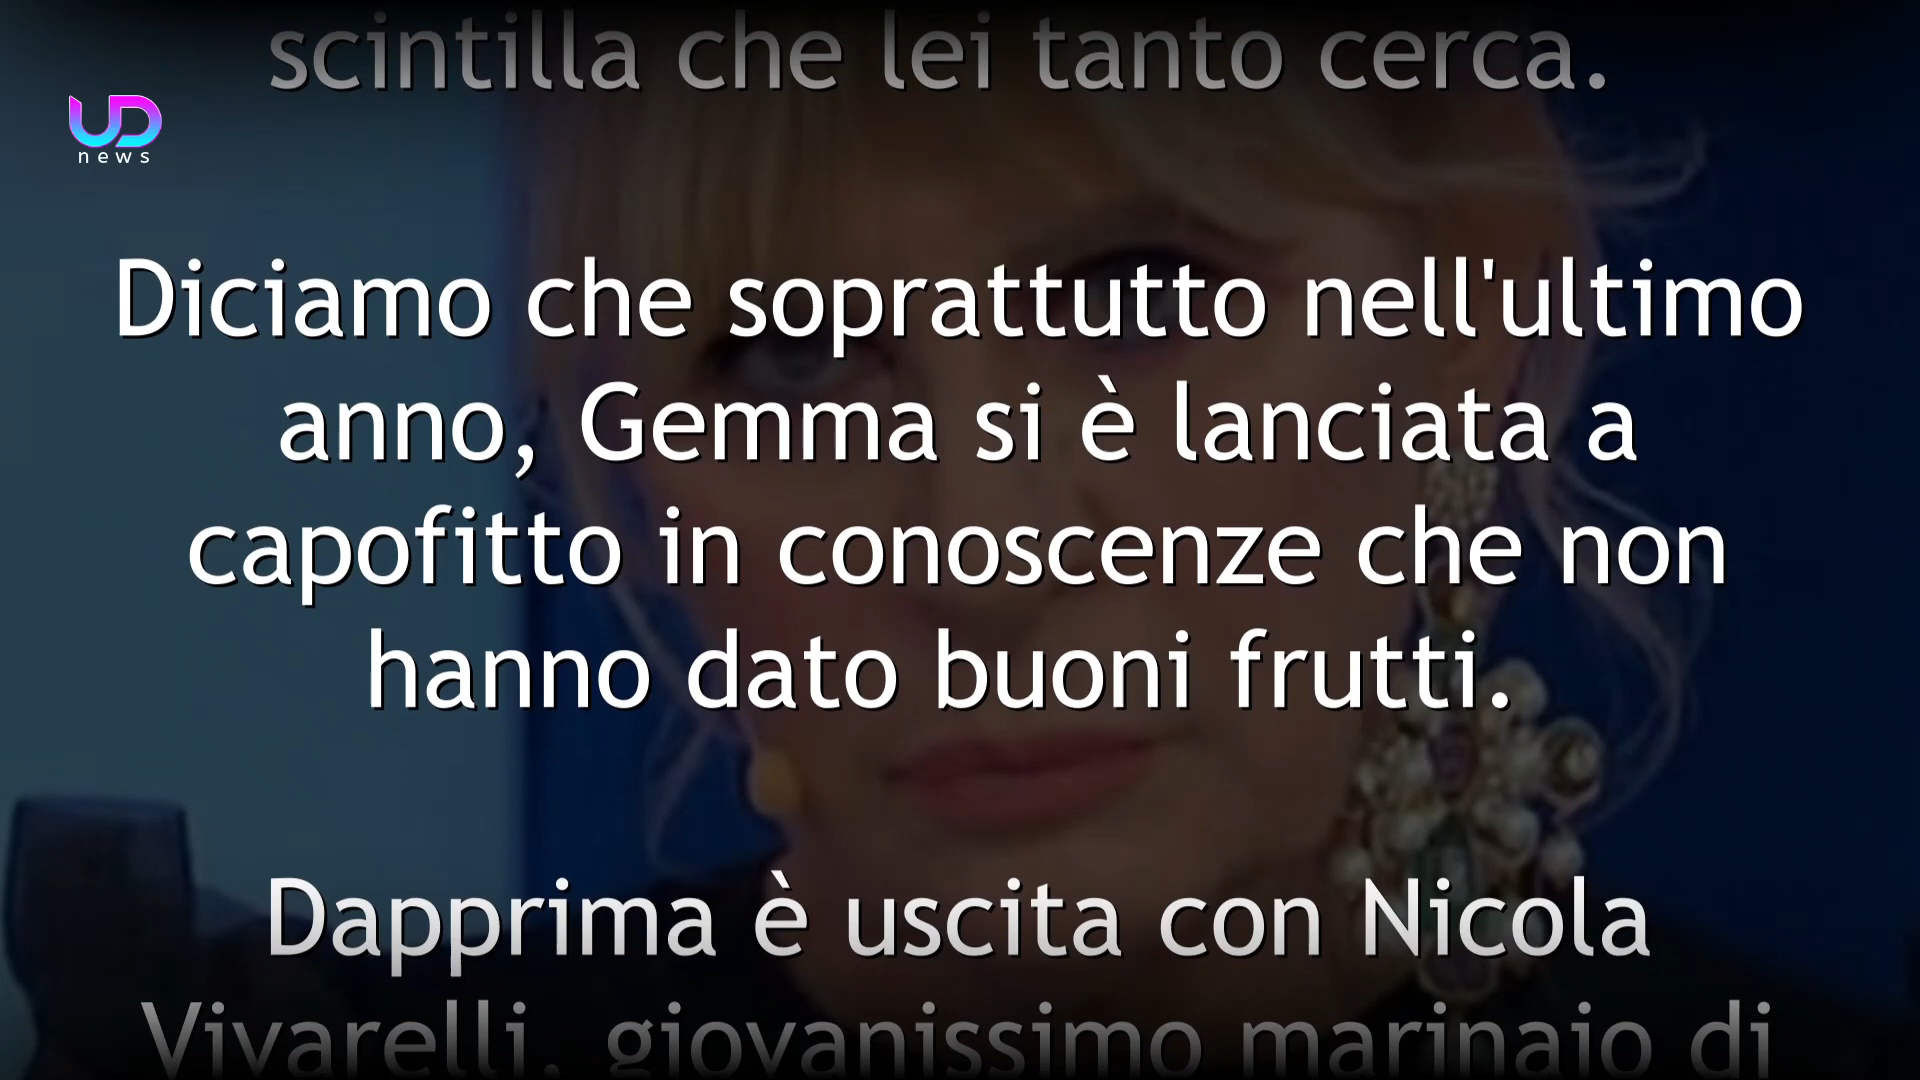 scintilla che lei tanto cerca.
UD
news
Diciamo che soprattutto nell'ultimo
anno, Gemma si è lanciata a
capofitto in conoscenze che non
hanno dato buoni frutti.
Dapprima è uscita con Nicola
Vivarelli, giovanissimo marinaio di